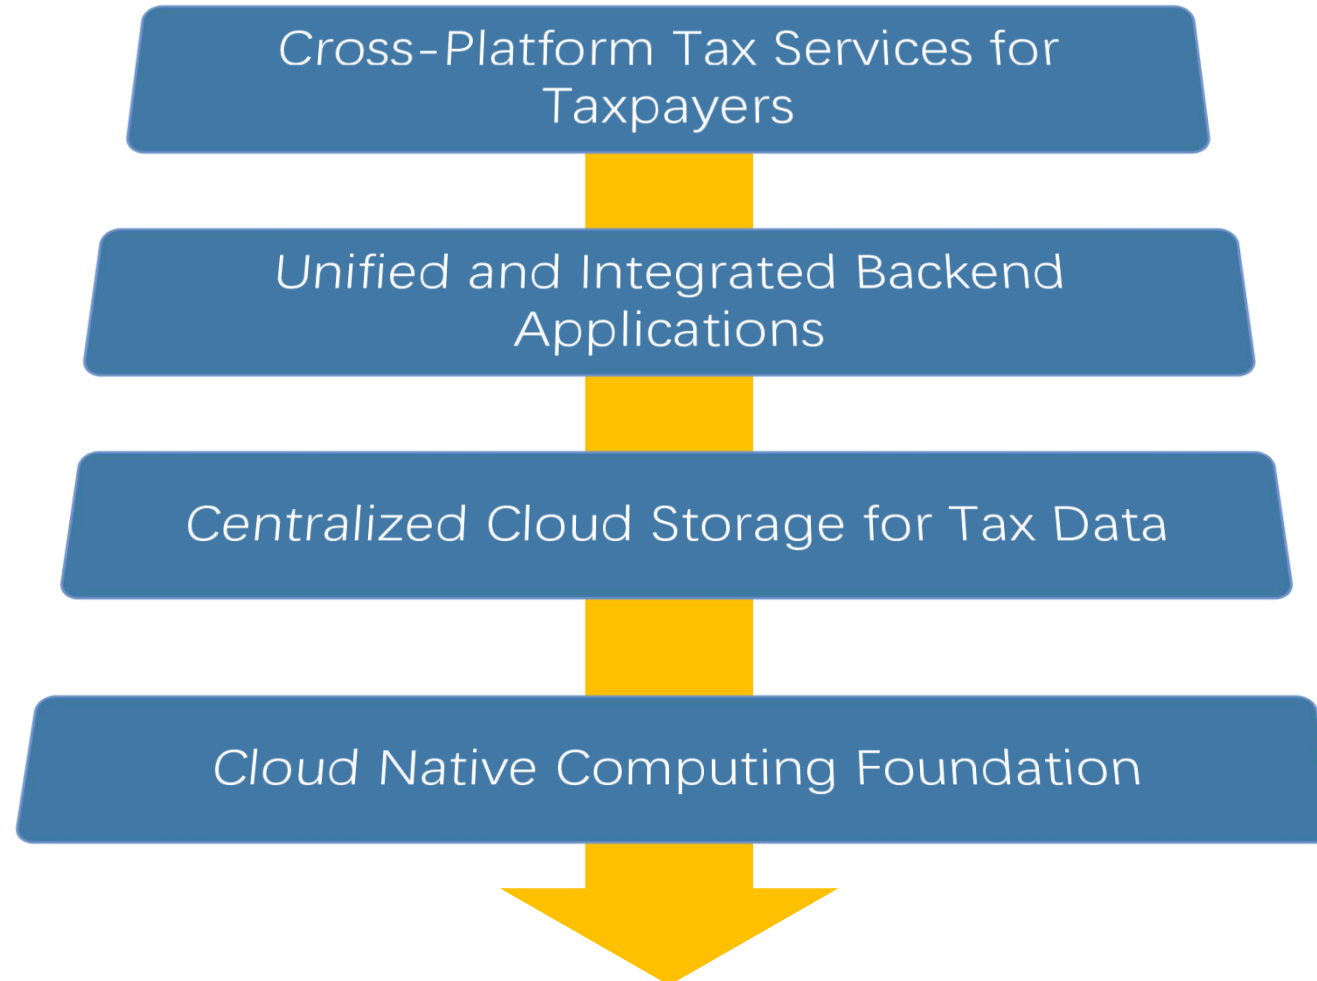 Cross-Platform Tax Services for
Taxpayers
Unified and Integrated Backend
Applications
Centralized Cloud Storage for Tax Data
Cloud Native Computing Foundation